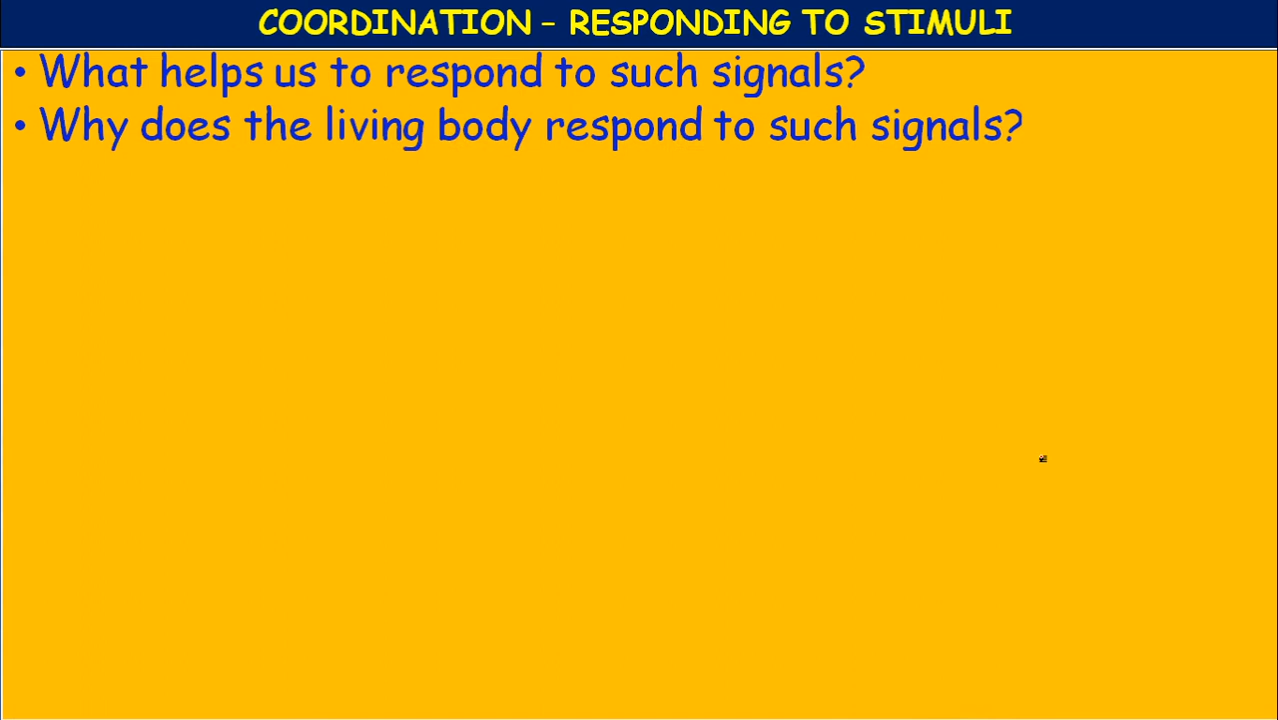 COORDINATION – RESPONDING TO STIMULI
• What helps us to respond to such signals?
• Why does the living body respond to such signals?